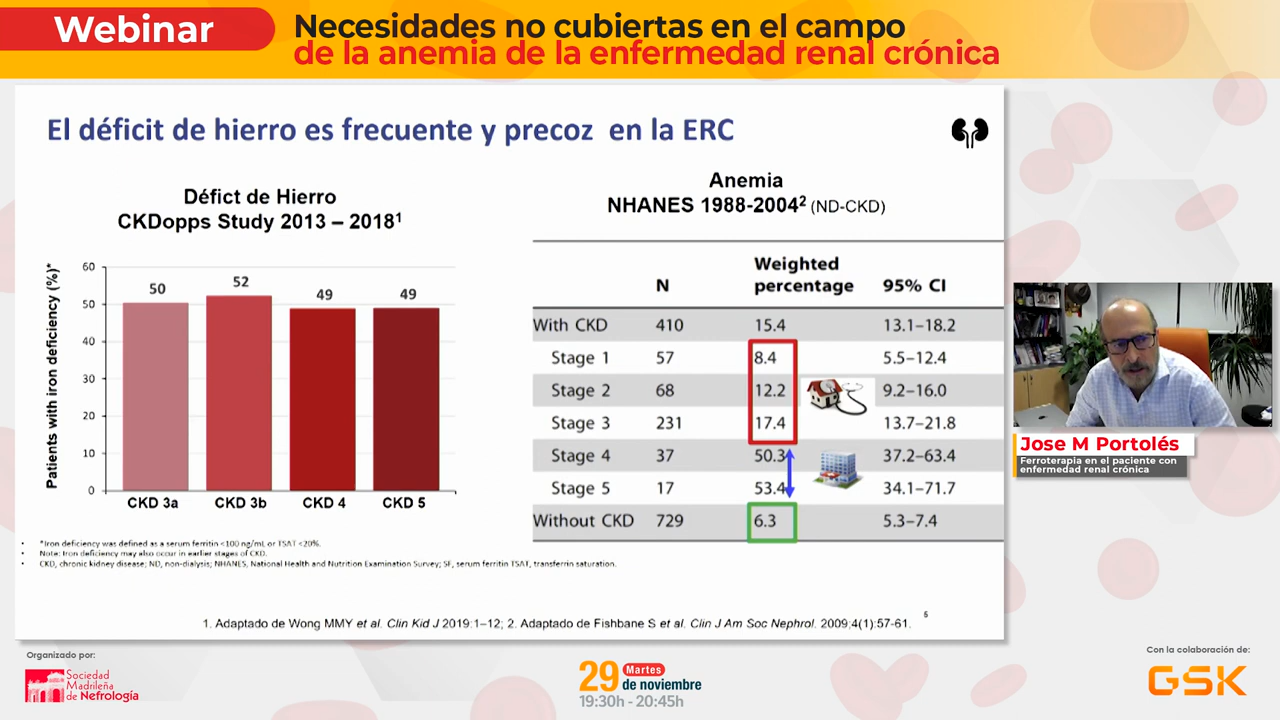 Webinar
Necesidades no cubiertas en el campo
de la anemia de la enfermedad renal crónica
El déficit de hierro es frecuente y precoz en la ERC
Défict de Hierro
CKDopps Study 2013 – 2018¹
Patients with iron deficiency (%)*
60
50
40
30
20
10
0
50
52
49
49
CKD 3a
CKD 3b
CKD 4
CKD 5
Anemia
NHANES 1988-2004² (ND-CKD)
Weighted
N percentage 95% CI
With CKD 410 15.4 13.1–18.2
Stage 1 57 8.4 5.5–12.4
Stage 2 68 12.2 9.2–16.0
Stage 3 231 17.4 13.7–21.8
Stage 4 37 50.3 37.2–63.4
Stage 5 17 53.4 34.1–71.7
Without CKD 729 6.3 5.3–7.4
• *Iron deficiency was defined as a serum ferritin <100 ng/mL or TSAT <20%.
• Note: Iron deficiency may also occur in earlier stages of CKD.
• CKD, chronic kidney disease; ND, non-dialysis; NHANES, National Health and Nutrition Examination Survey; SF, serum ferritin TSAT, transferrin saturation.
1. Adaptado de Wong MMY et al. Clin Kid J 2019:1–12; 2. Adaptado de Fishbane S et al. Clin J Am Soc Nephrol. 2009;4(1):57-61.
5
Jose M Portolés
Ferroterapia en el paciente con
enfermedad renal crónica
Organizado por:
Sociedad
Madrileña
de Nefrología
29 Martes
de noviembre
19:30h - 20:45h
Con la colaboración de:
GSK